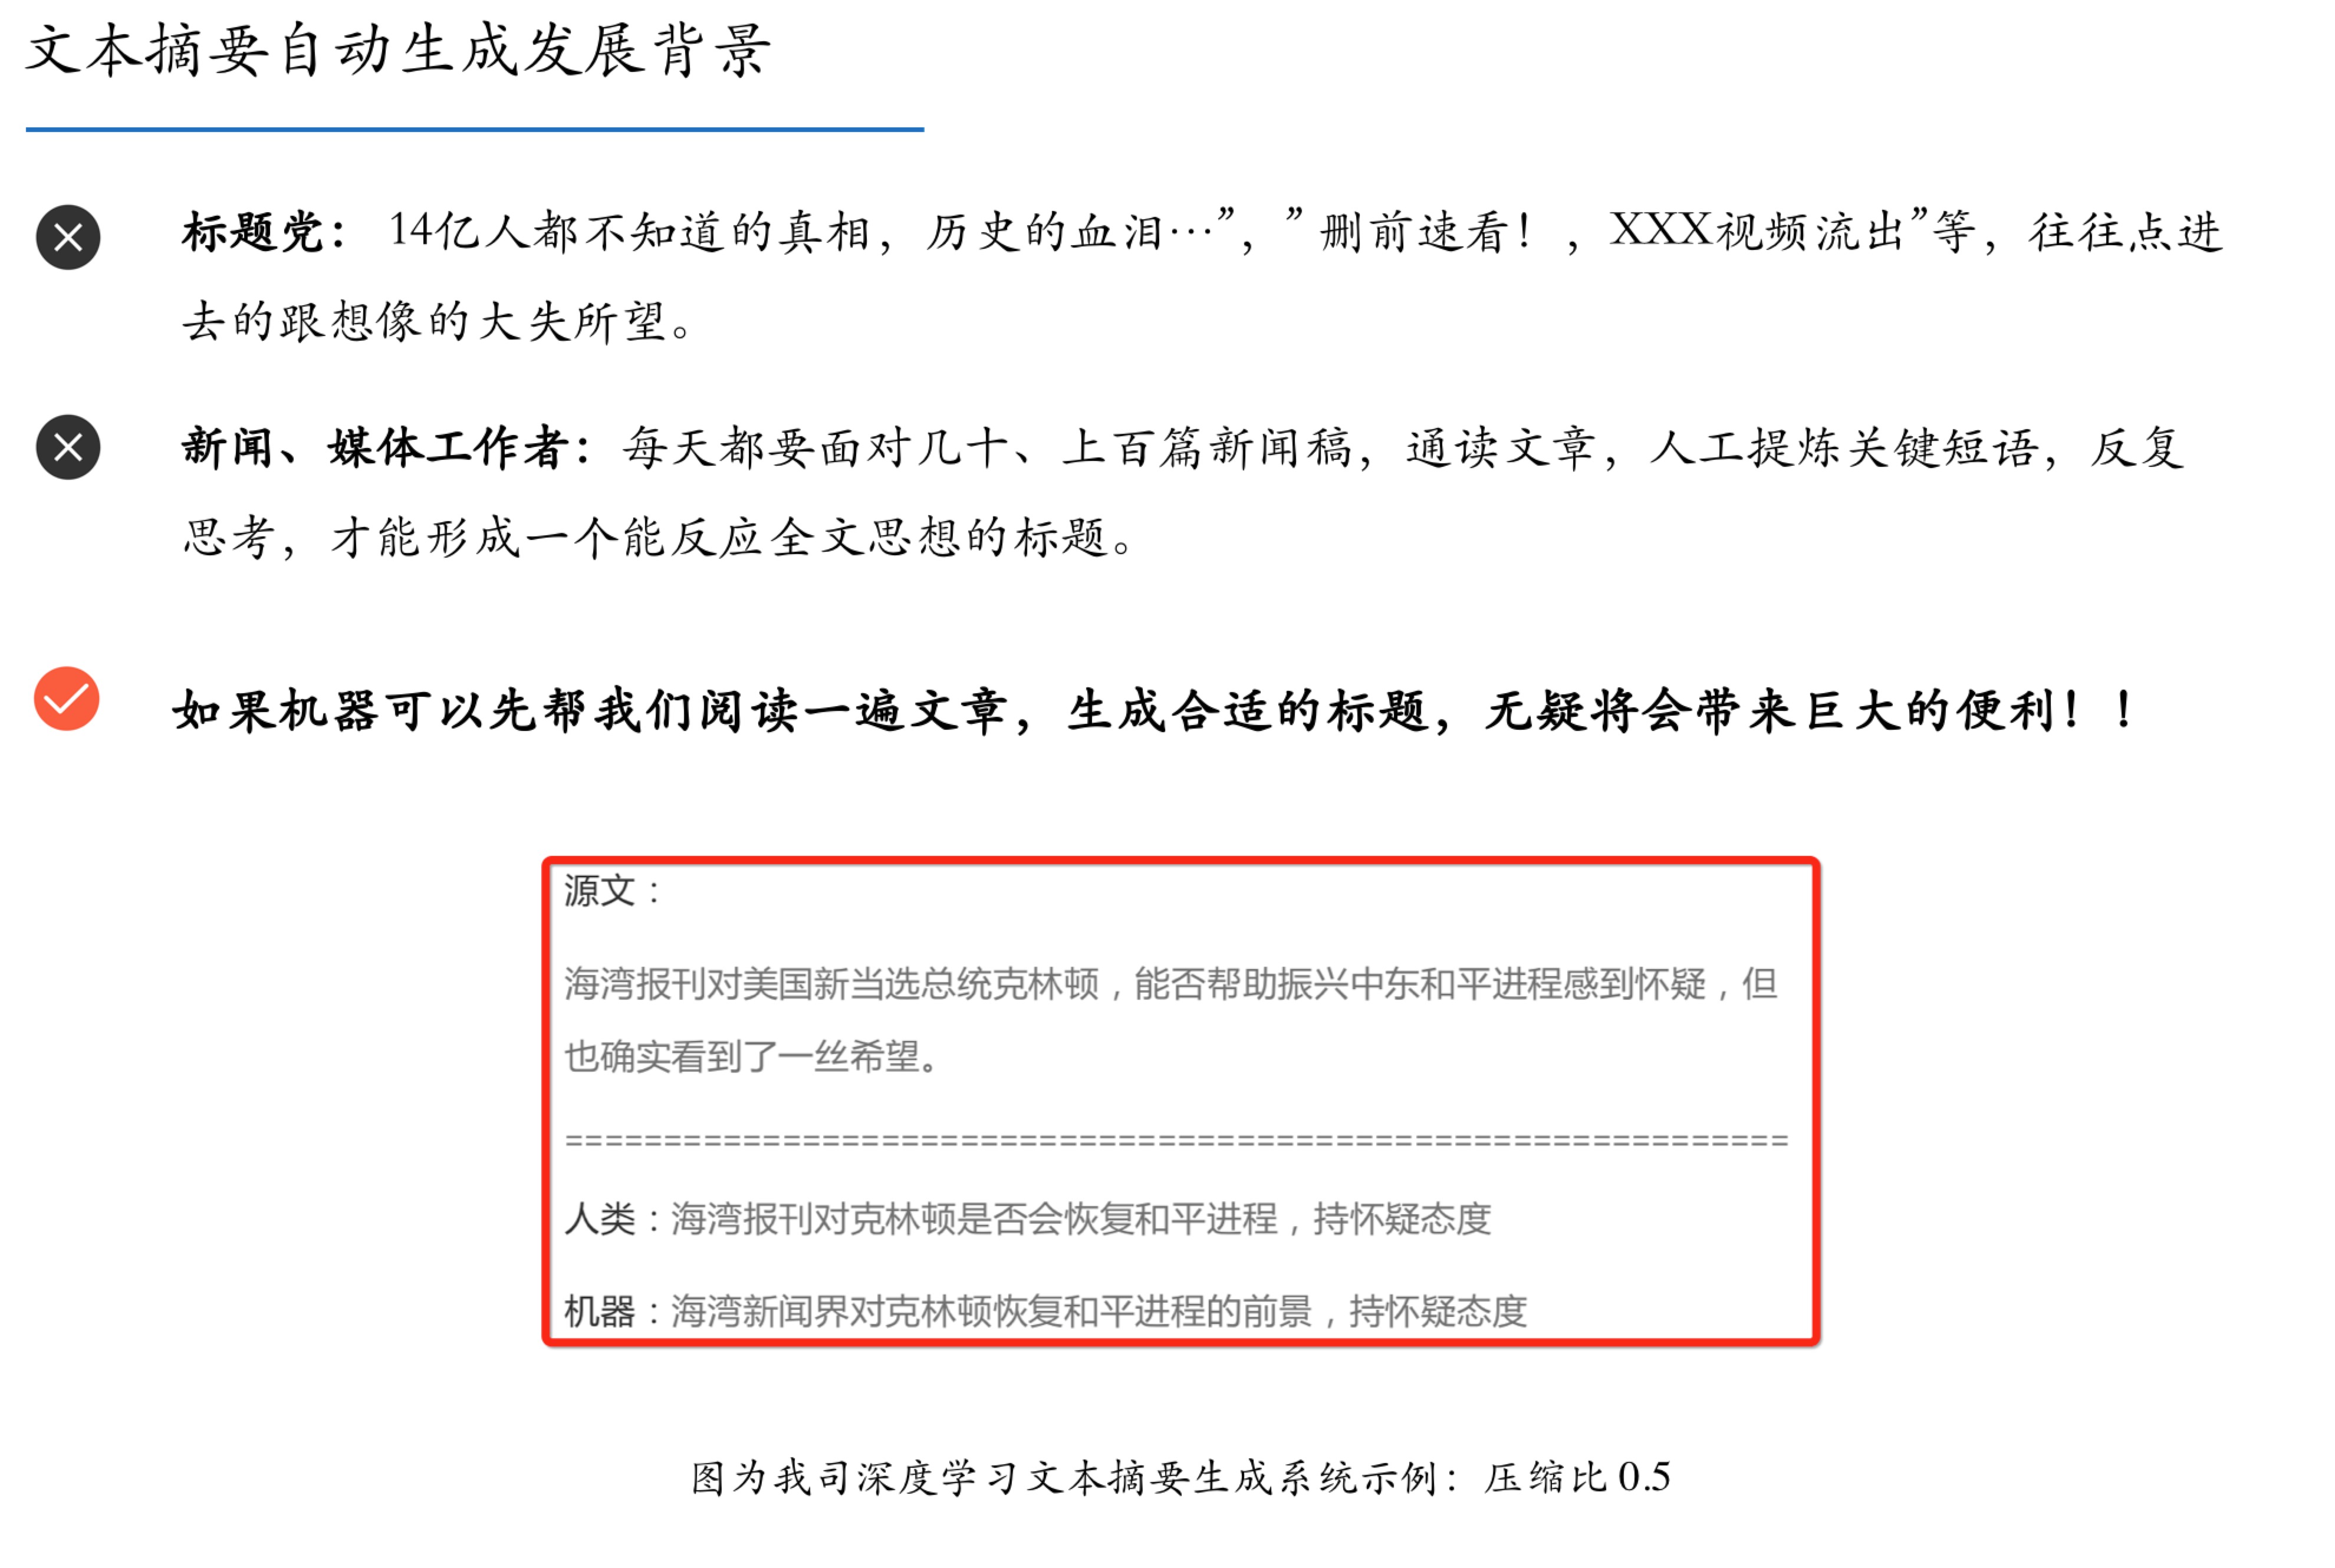 文本摘要自动生成发展背景
标题党： 14亿人都不知道的真相，历史的血泪…”，”删前速看！，XXX视频流出”等，往往点进
去的跟想像的大失所望。
新闻、媒体工作者：每天都要面对几十、上百篇新闻稿，通读文章，人工提炼关键短语，反复
思考，才能形成一个能反应全文思想的标题。
如果机器可以先帮我们阅读一遍文章，生成合适的标题，无疑将会带来巨大的便利！！
源文：
海湾报刊对美国新当选总统克林顿，能否帮助振兴中东和平进程感到怀疑，但
也确实看到了一丝希望。
==============================================================
人类：海湾报刊对克林顿是否会恢复和平进程，持怀疑态度
机器：海湾新闻界对克林顿恢复和平进程的前景，持怀疑态度
图为我司深度学习文本摘要生成系统示例：压缩比 0.5